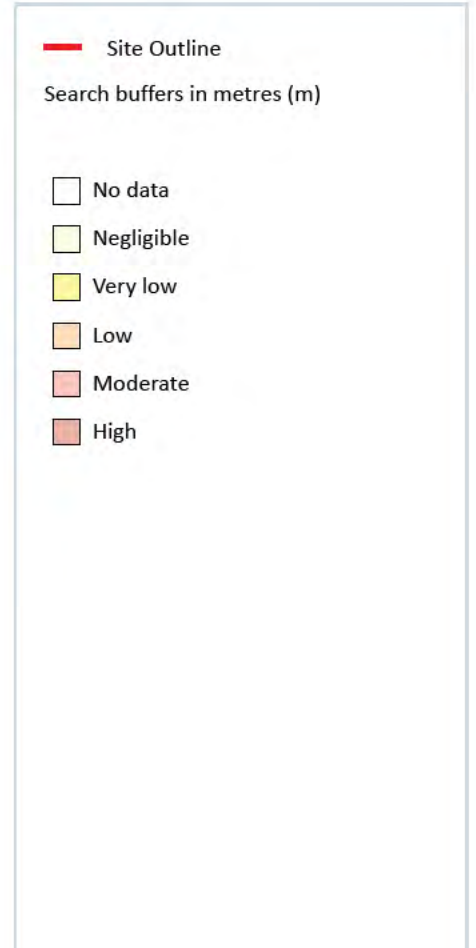 Site Outline
Search buffers in metres (m)
No data
Negligible
Very low
Low
Moderate
High